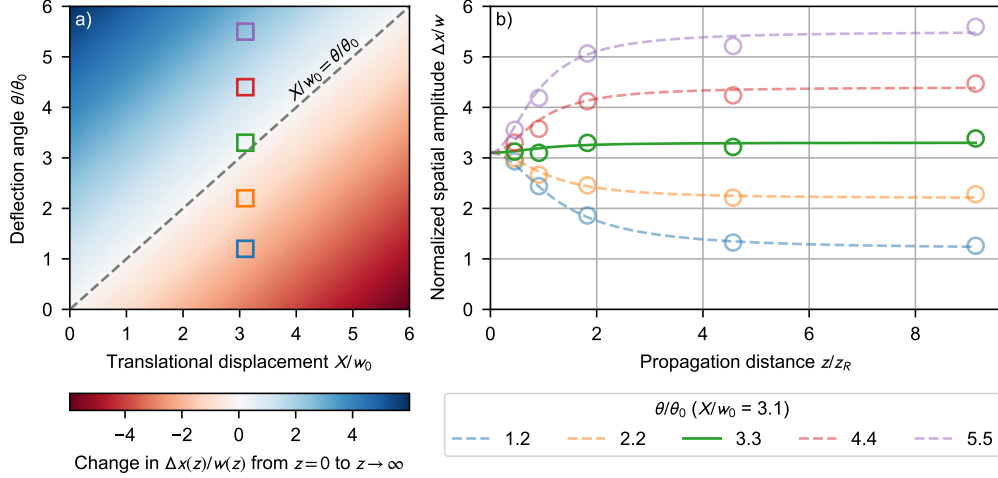 a)
6
5
4
3
2
1
0
Deflection angle θ/θ₀
X/w₀ = θ/θ₀
0 1 2 3 4 5 6
Translational displacement X/w₀
−4 −2 0 2 4
Change in Δx(z)/w(z) from z = 0 to z → ∞
b)
6
5
4
3
2
1
0
Normalized spatial amplitude Δx/w
0 2 4 6 8
Propagation distance z/z_R
θ/θ₀ (X/w₀ = 3.1)
1.2 2.2 3.3 4.4 5.5